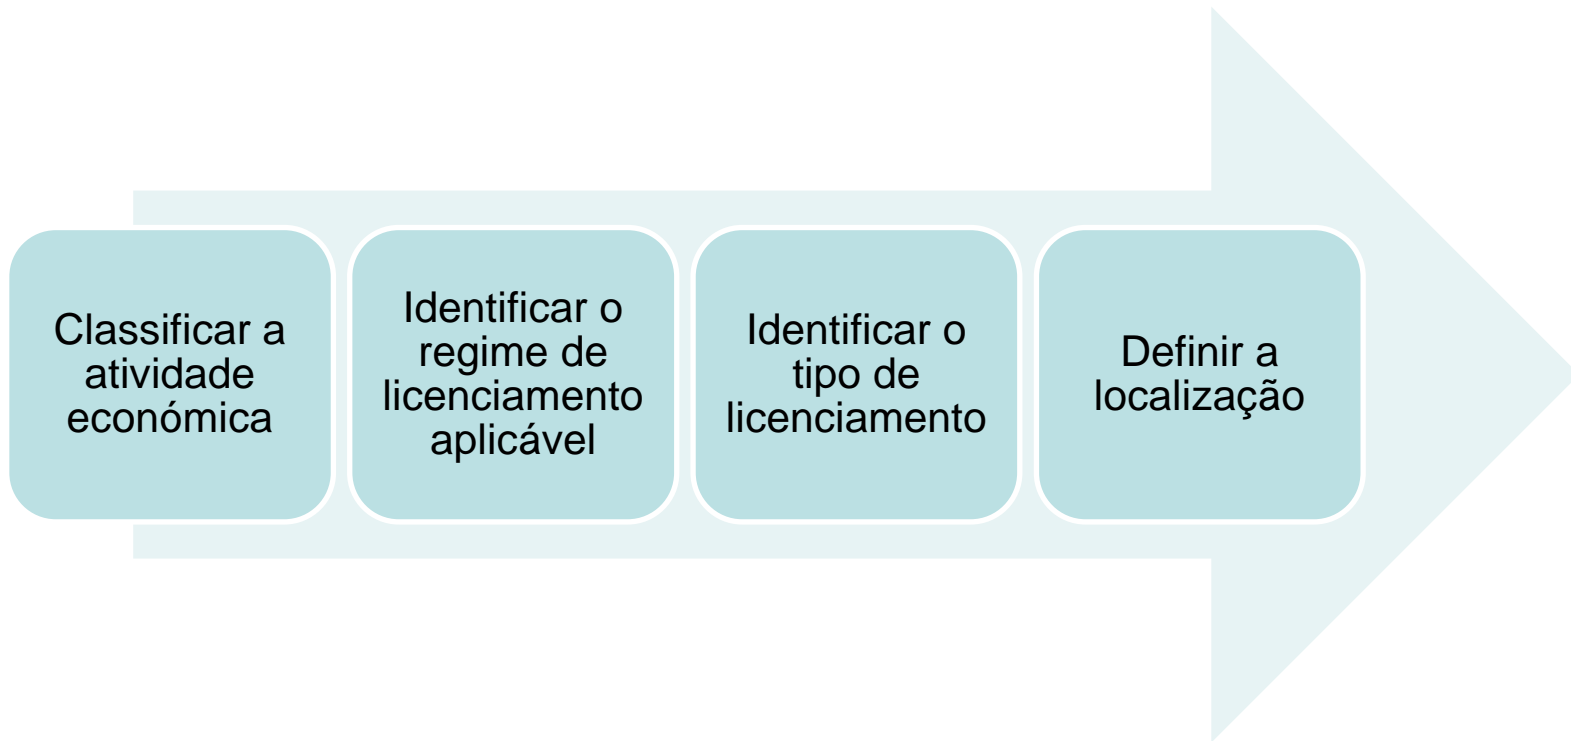 Classificar a
atividade
económica
Identificar o
regime de
licenciamento
aplicável
Identificar o
tipo de
licenciamento
Definir a
localização